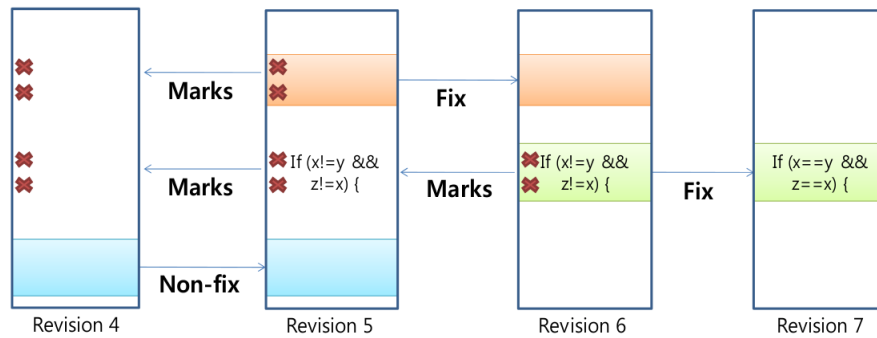 Marks
Fix
If (x!=y &&
z!=x) {
Marks
If (x!=y &&
z!=x) {
Marks
If (x==y &&
z==x) {
Fix
Non-fix
Revision 4
Revision 5
Revision 6
Revision 7